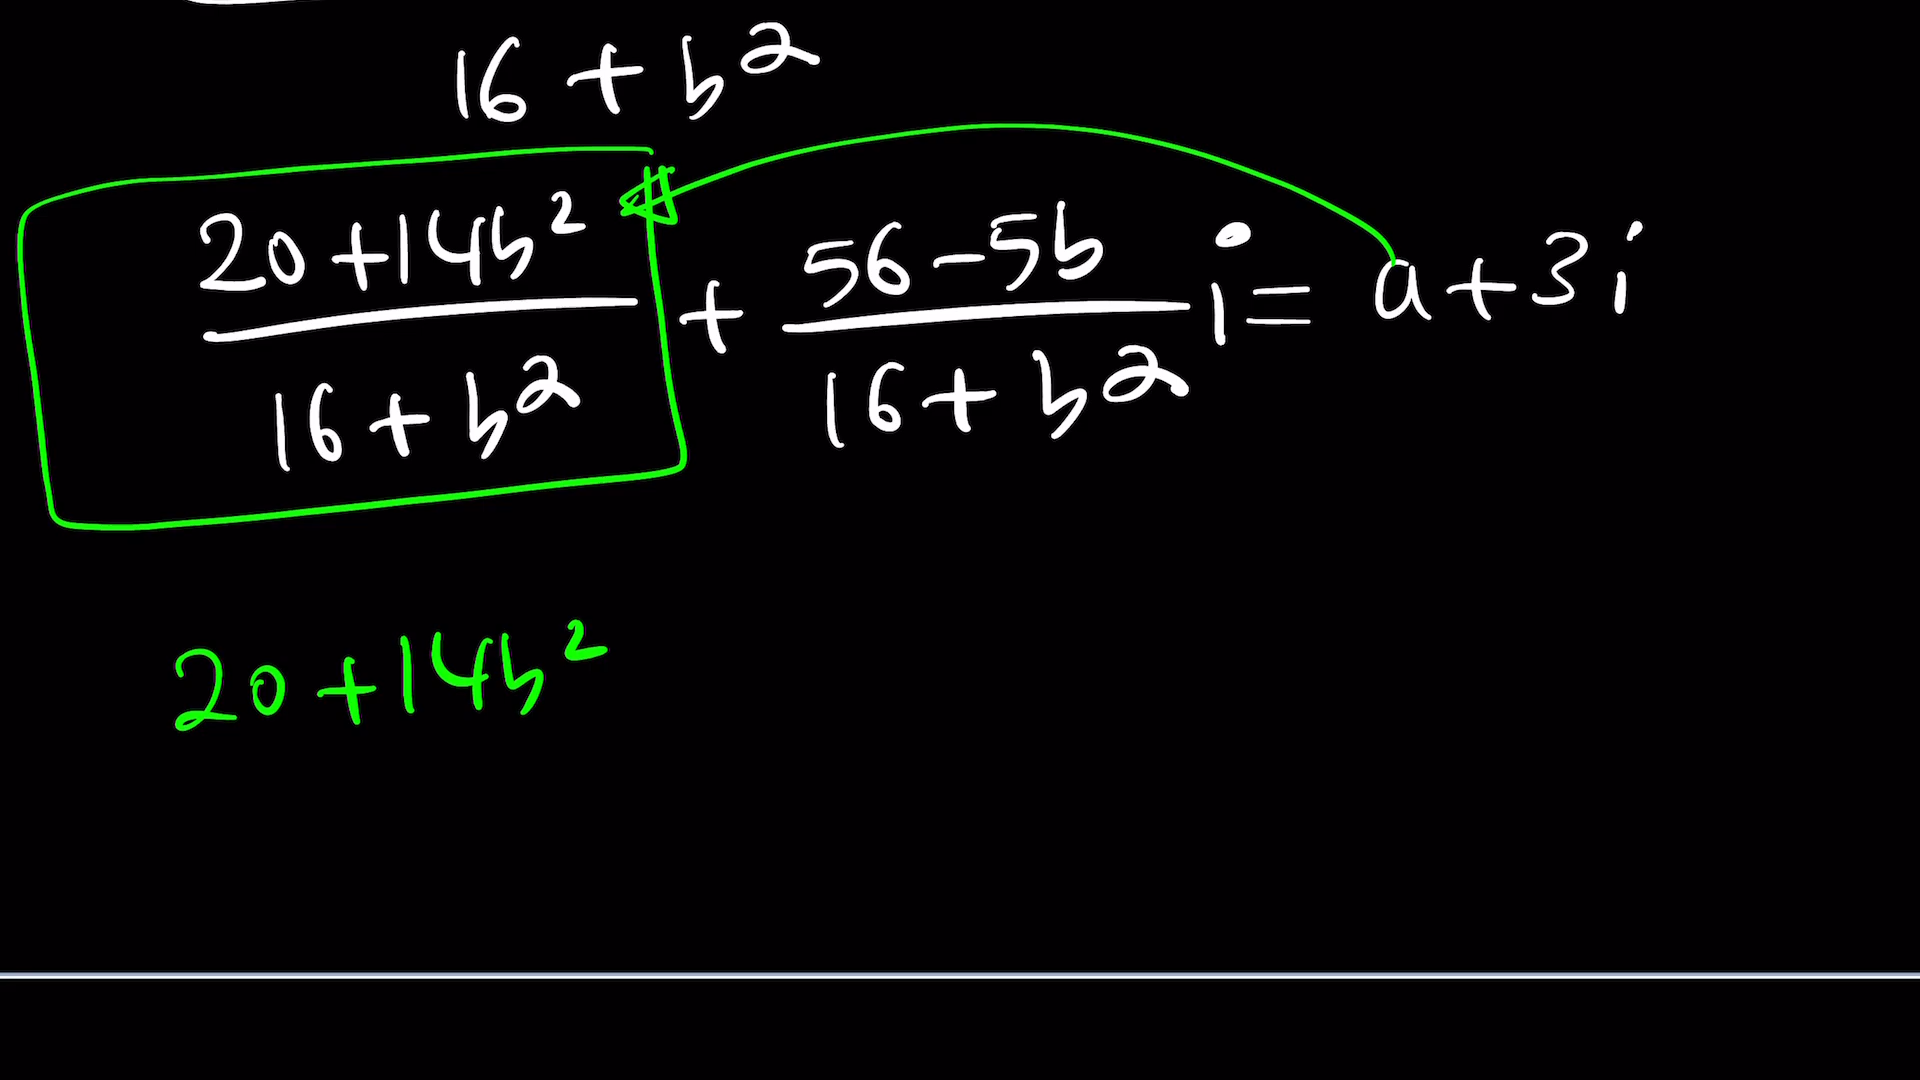 16 + b²
(20 + 14b²)/(16 + b²) + (56 - 5b)/(16 + b²) i = a + 3i
20 + 14b²